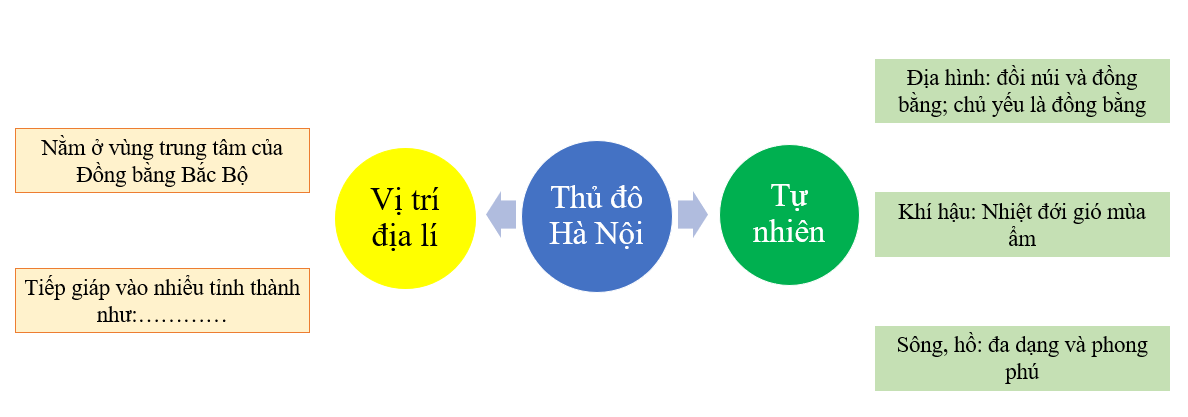 Nằm ở vùng trung tâm của
Đồng bằng Bắc Bộ
Tiếp giáp vào nhiều tỉnh thành
như:…………
Vị trí
địa lí
Thủ đô
Hà Nội
Tự
nhiên
Địa hình: đồi núi và đồng
bằng; chủ yếu là đồng bằng
Khí hậu: Nhiệt đới gió mùa
ẩm
Sông, hồ: đa dạng và phong
phú